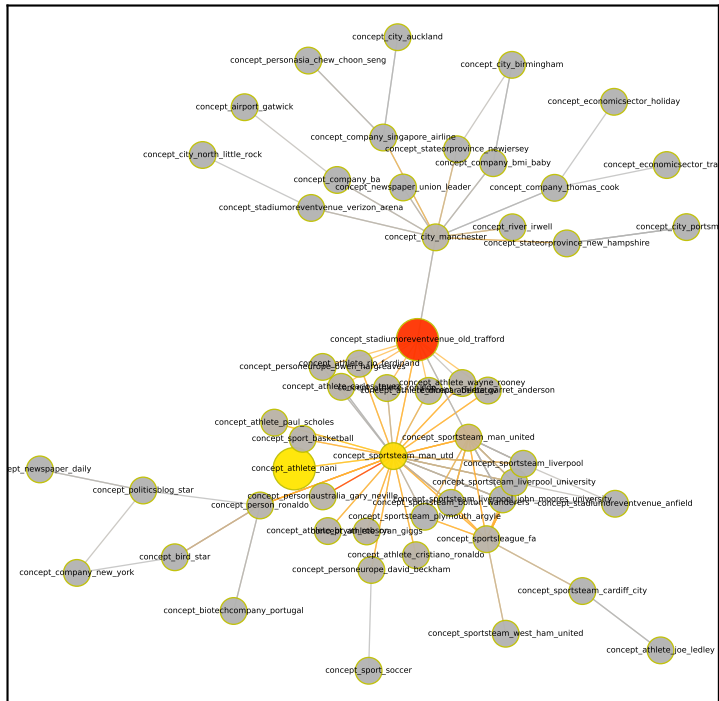 concept_city_auckland
concept_personasia_chew_choon_seng
concept_city_birmingham
concept_economicsector_holiday
concept_airport_gatwick
concept_company_singapore_airline
concept_stateorprovince_newjersey
concept_city_north_little_rock
concept_company_bmi_baby
concept_economicsector_tra
concept_company_ba
concept_newspaper_union_leader
concept_company_thomas_cook
concept_stadiumoreventvenue_verizon_arena
concept_river_irwell
concept_city_portsm
concept_city_manchester
concept_stateorprovince_new_hampshire
concept_stadiumoreventvenue_old_trafford
concept_athlete_rio_ferdinand
concept_personeurope_owen_hargreaves
concept_athlete_wayne_rooney
concept_athlete_paul_scholes
concept_sport_basketball
concept_sportsteam_man_united
concept_sportsteam_man_utd
concept_sportsteam_liverpool
ept_newspaper_daily
concept_athlete_nani
concept_sportsteam_liverpool_university
concept_politicsblog_star
concept_personaustralia_gary_neville
concept_person_ronaldo
concept_stadiumoreventvenue_anfield
concept_sportsteam_plymouth_argyle
concept_sportsleague_fa
concept_athlete_cristiano_ronaldo
concept_bird_star
concept_company_new_york
concept_personeurope_david_beckham
concept_sportsteam_cardiff_city
concept_biotechcompany_portugal
concept_sportsteam_west_ham_united
concept_athlete_joe_ledley
concept_sport_soccer